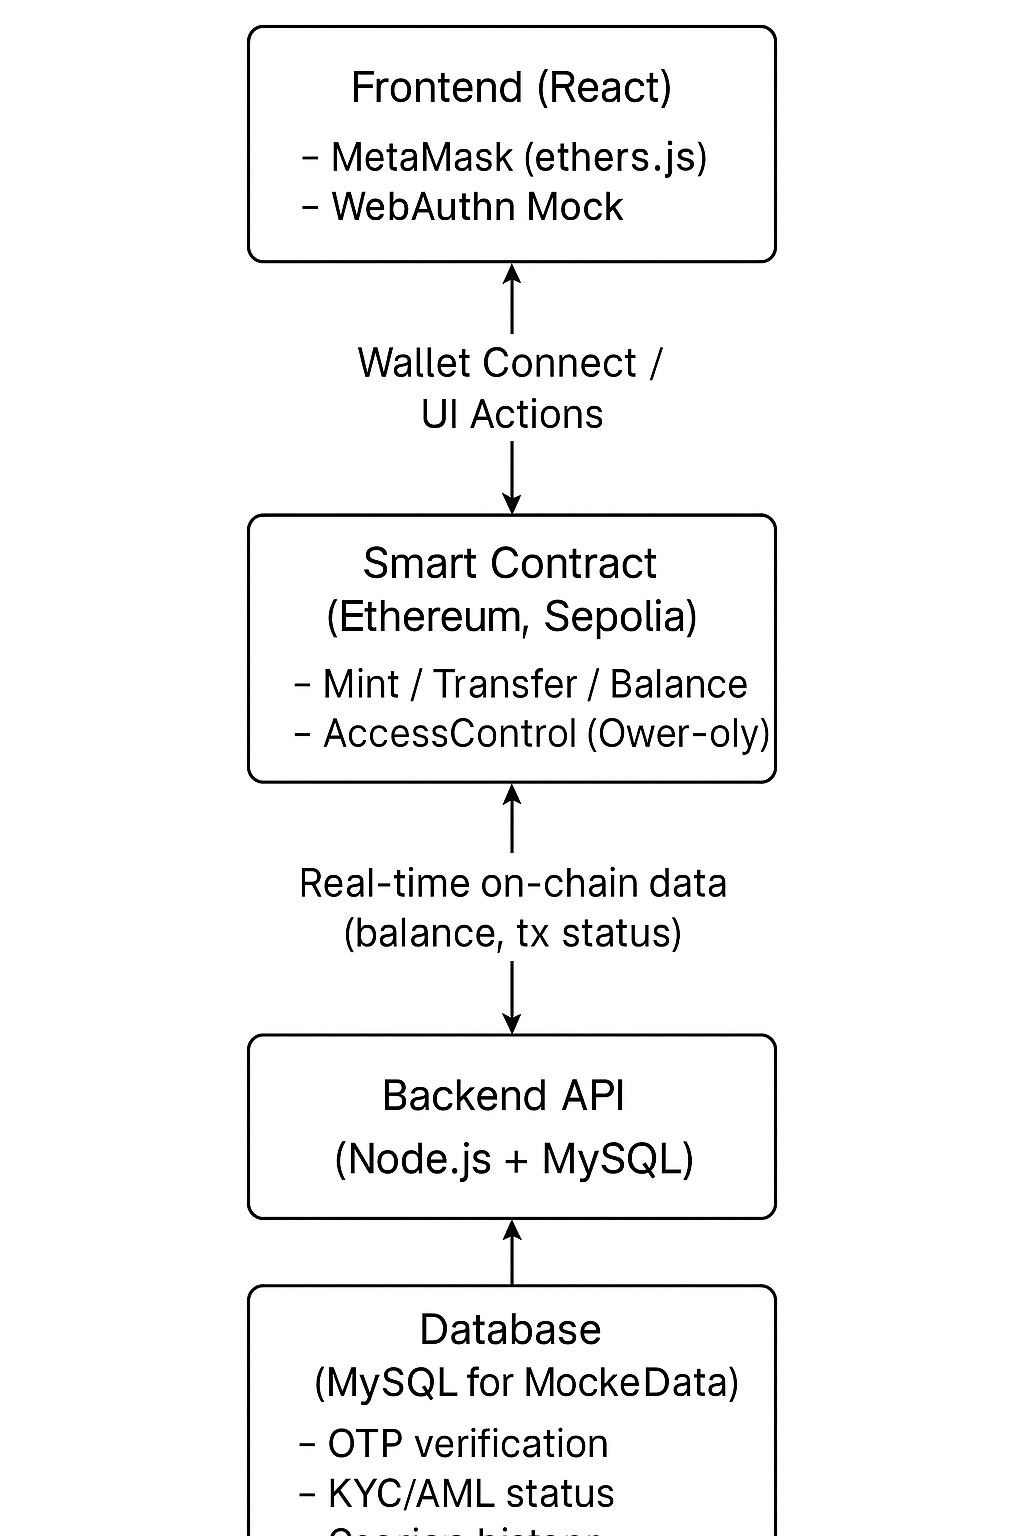 Frontend (React)
- MetaMask (ethers.js)
- WebAuthn Mock
Wallet Connect /
UI Actions
Smart Contract
(Ethereum, Sepolia)
- Mint / Transfer / Balance
- AccessControl (Ower-oly)
Real-time on-chain data
(balance, tx status)
Backend API
(Node.js + MySQL)
Database
(MySQL for MockeData)
- OTP verification
- KYC/AML status